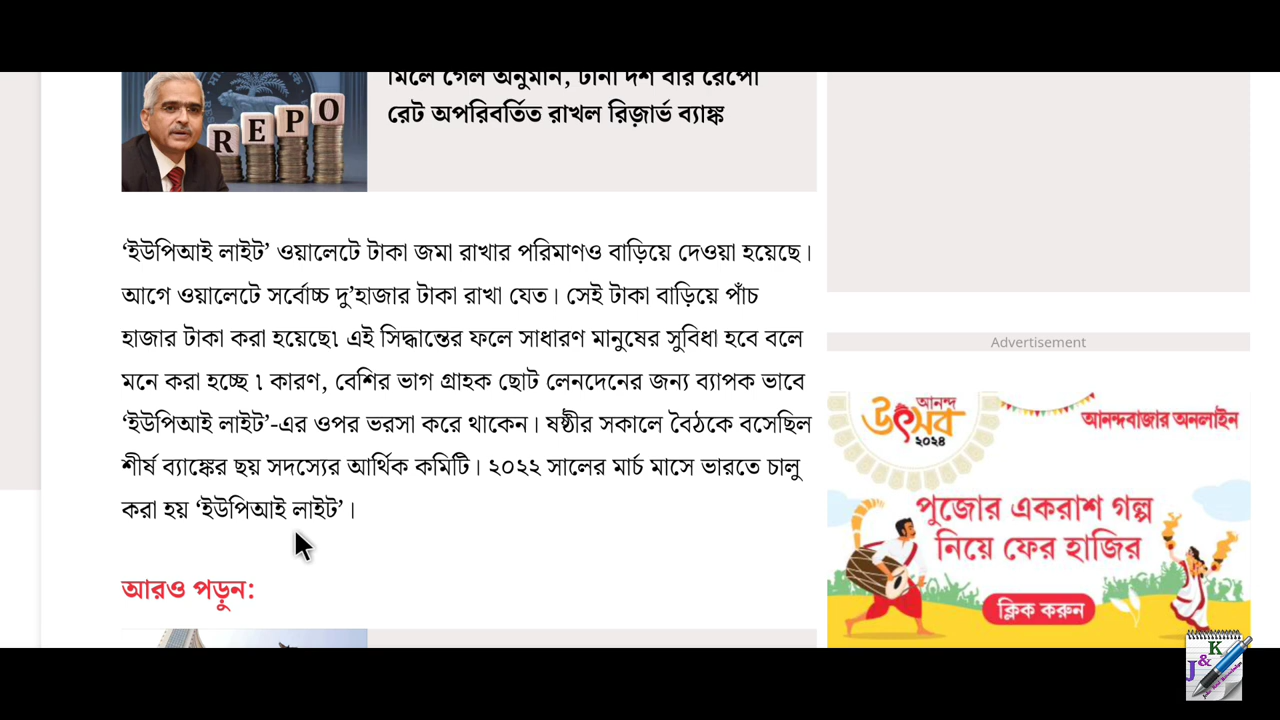 মিলে গেল অনুমান, টানা দশ বার রেপো
রেট অপরিবর্তিত রাখল রিজ়ার্ভ ব্যাঙ্ক
REPO
‘ইউপিআই লাইট’ ওয়ালেটে টাকা জমা রাখার পরিমাণও বাড়িয়ে দেওয়া হয়েছে।
আগে ওয়ালেটে সর্বোচ্চ দু’হাজার টাকা রাখা যেত। সেই টাকা বাড়িয়ে পাঁচ
হাজার টাকা করা হয়েছে৷ এই সিদ্ধান্তের ফলে সাধারণ মানুষের সুবিধা হবে বলে
মনে করা হচ্ছে ৷ কারণ, বেশির ভাগ গ্রাহক ছোট লেনদেনের জন্য ব্যাপক ভাবে
‘ইউপিআই লাইট’-এর ওপর ভরসা করে থাকেন। ষষ্ঠীর সকালে বৈঠকে বসেছিল
শীর্ষ ব্যাঙ্কের ছয় সদস্যের আর্থিক কমিটি। ২০২২ সালের মার্চ মাসে ভারতে চালু
করা হয় ‘ইউপিআই লাইট’।
আরও পড়ুন:
Advertisement
আনন্দ
উৎসব
২০২৪
আনন্দবাজার অনলাইন
পুজোর একরাশ গল্প
নিয়ে ফের হাজির
ক্লিক করুন
J&K